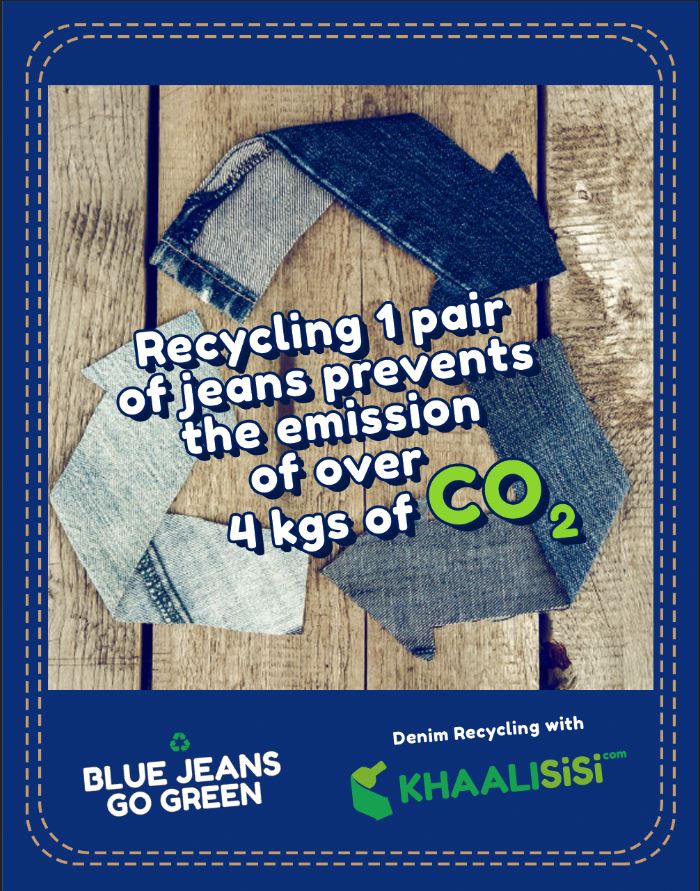 Recycling 1 pair
of jeans prevents
the emission
of over
4 kgs of CO₂
Denim Recycling with
BLUE JEANS
GO GREEN
KHAALISiSi.com